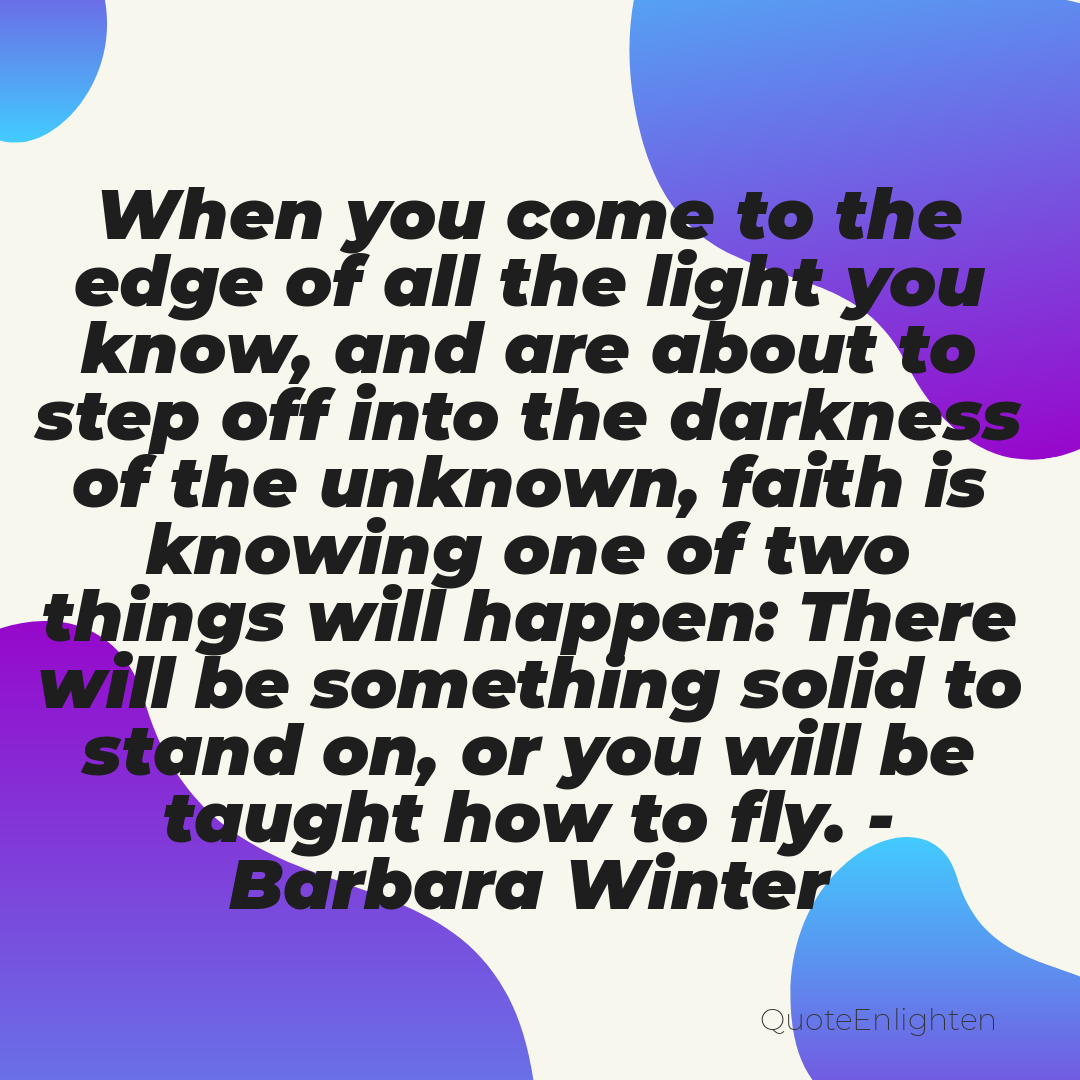 When you come to the
edge of all the light you
know, and are about to
step off into the darkness
of the unknown, faith is
knowing one of two
things will happen: There
will be something solid to
stand on, or you will be
taught how to fly. -
Barbara Winter
QuoteEnlighten